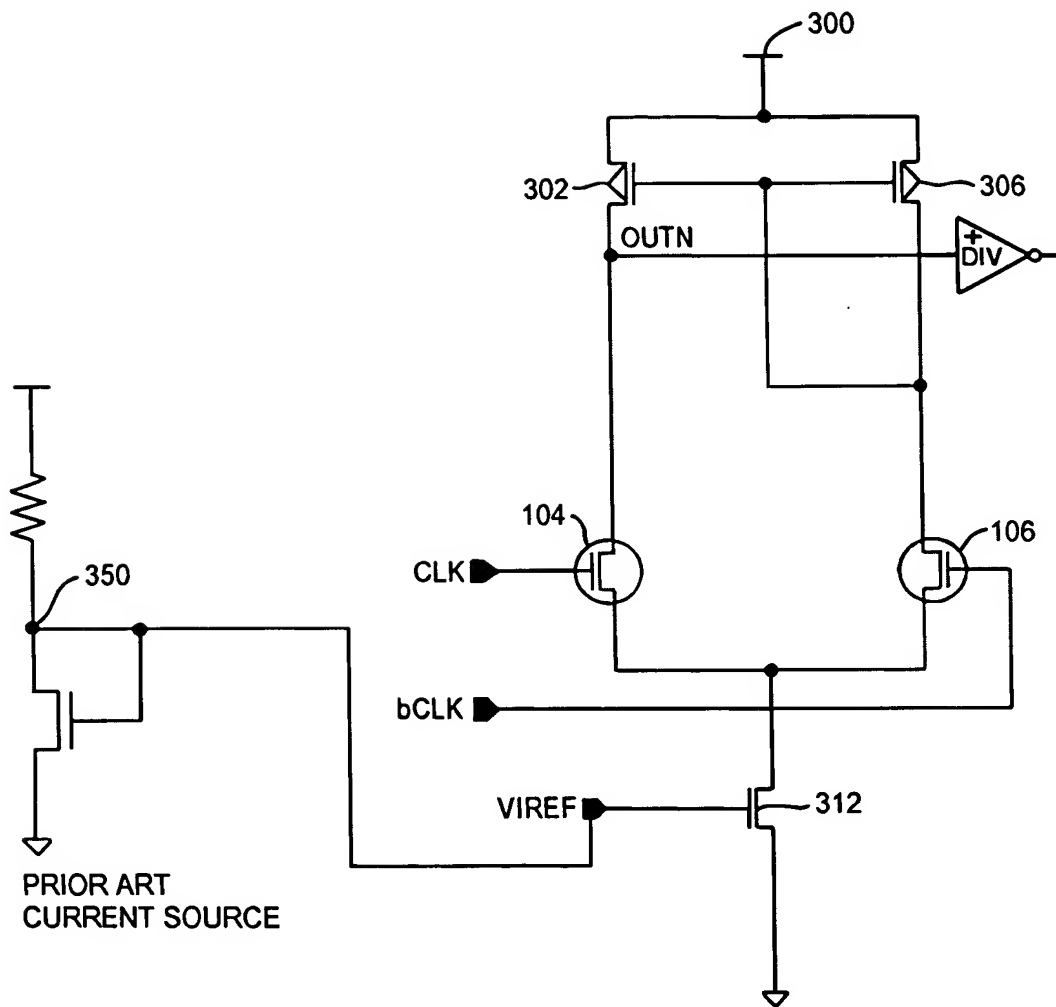 300
302
306
OUTN
+
DIV
104
106
CLK
350
bCLK
VIREF
312
PRIOR ART
CURRENT SOURCE